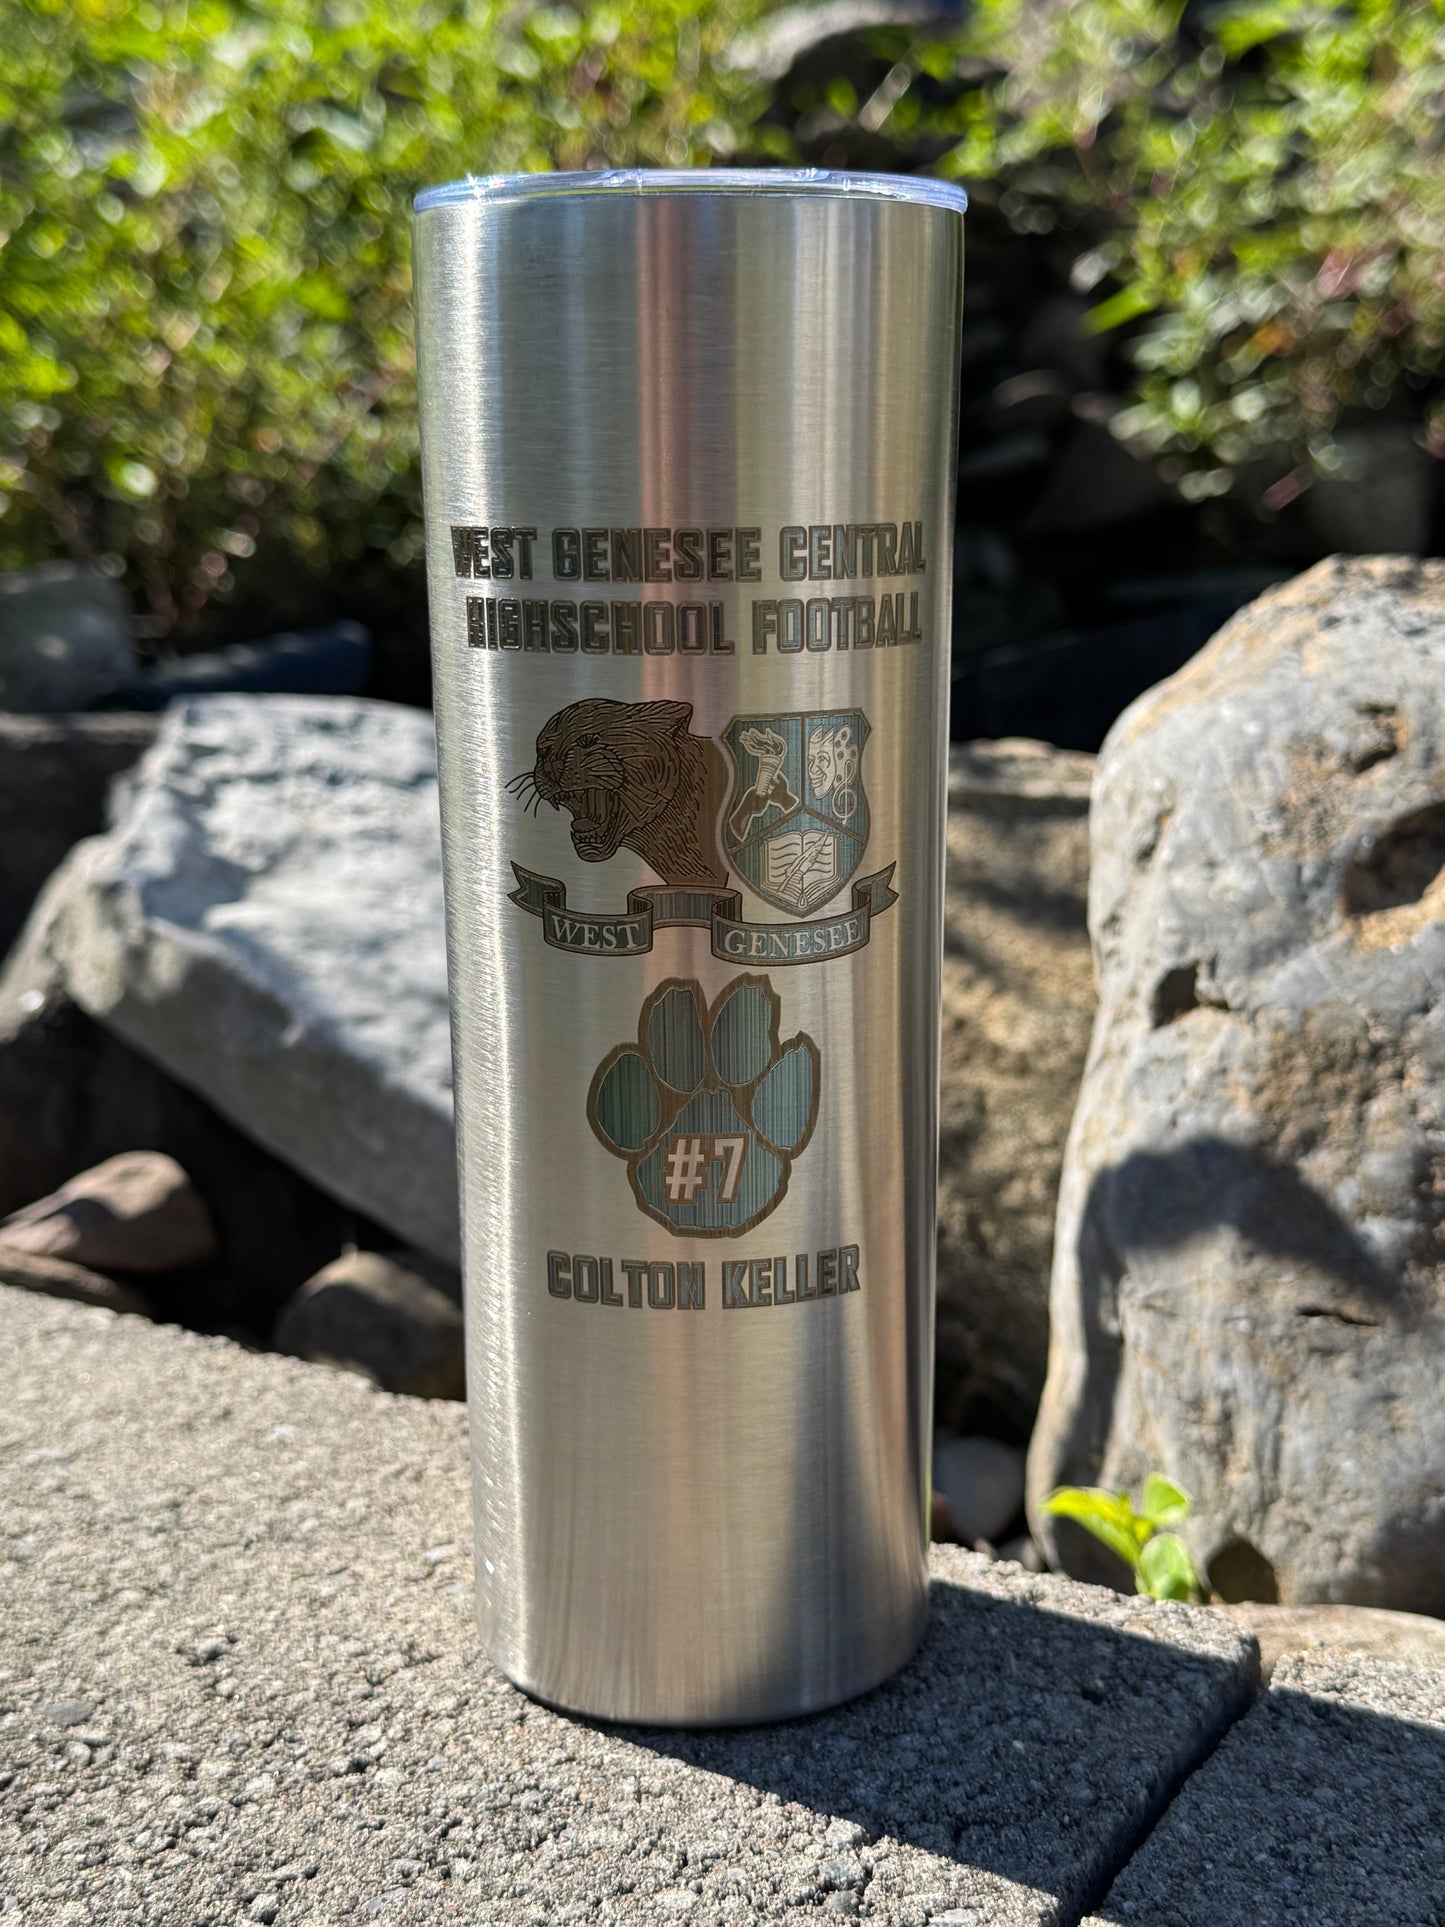 WEST GENESEE CENTRAL
HIGHSCHOOL FOOTBALL
WEST GENESEE
#7
COLTON KELLER